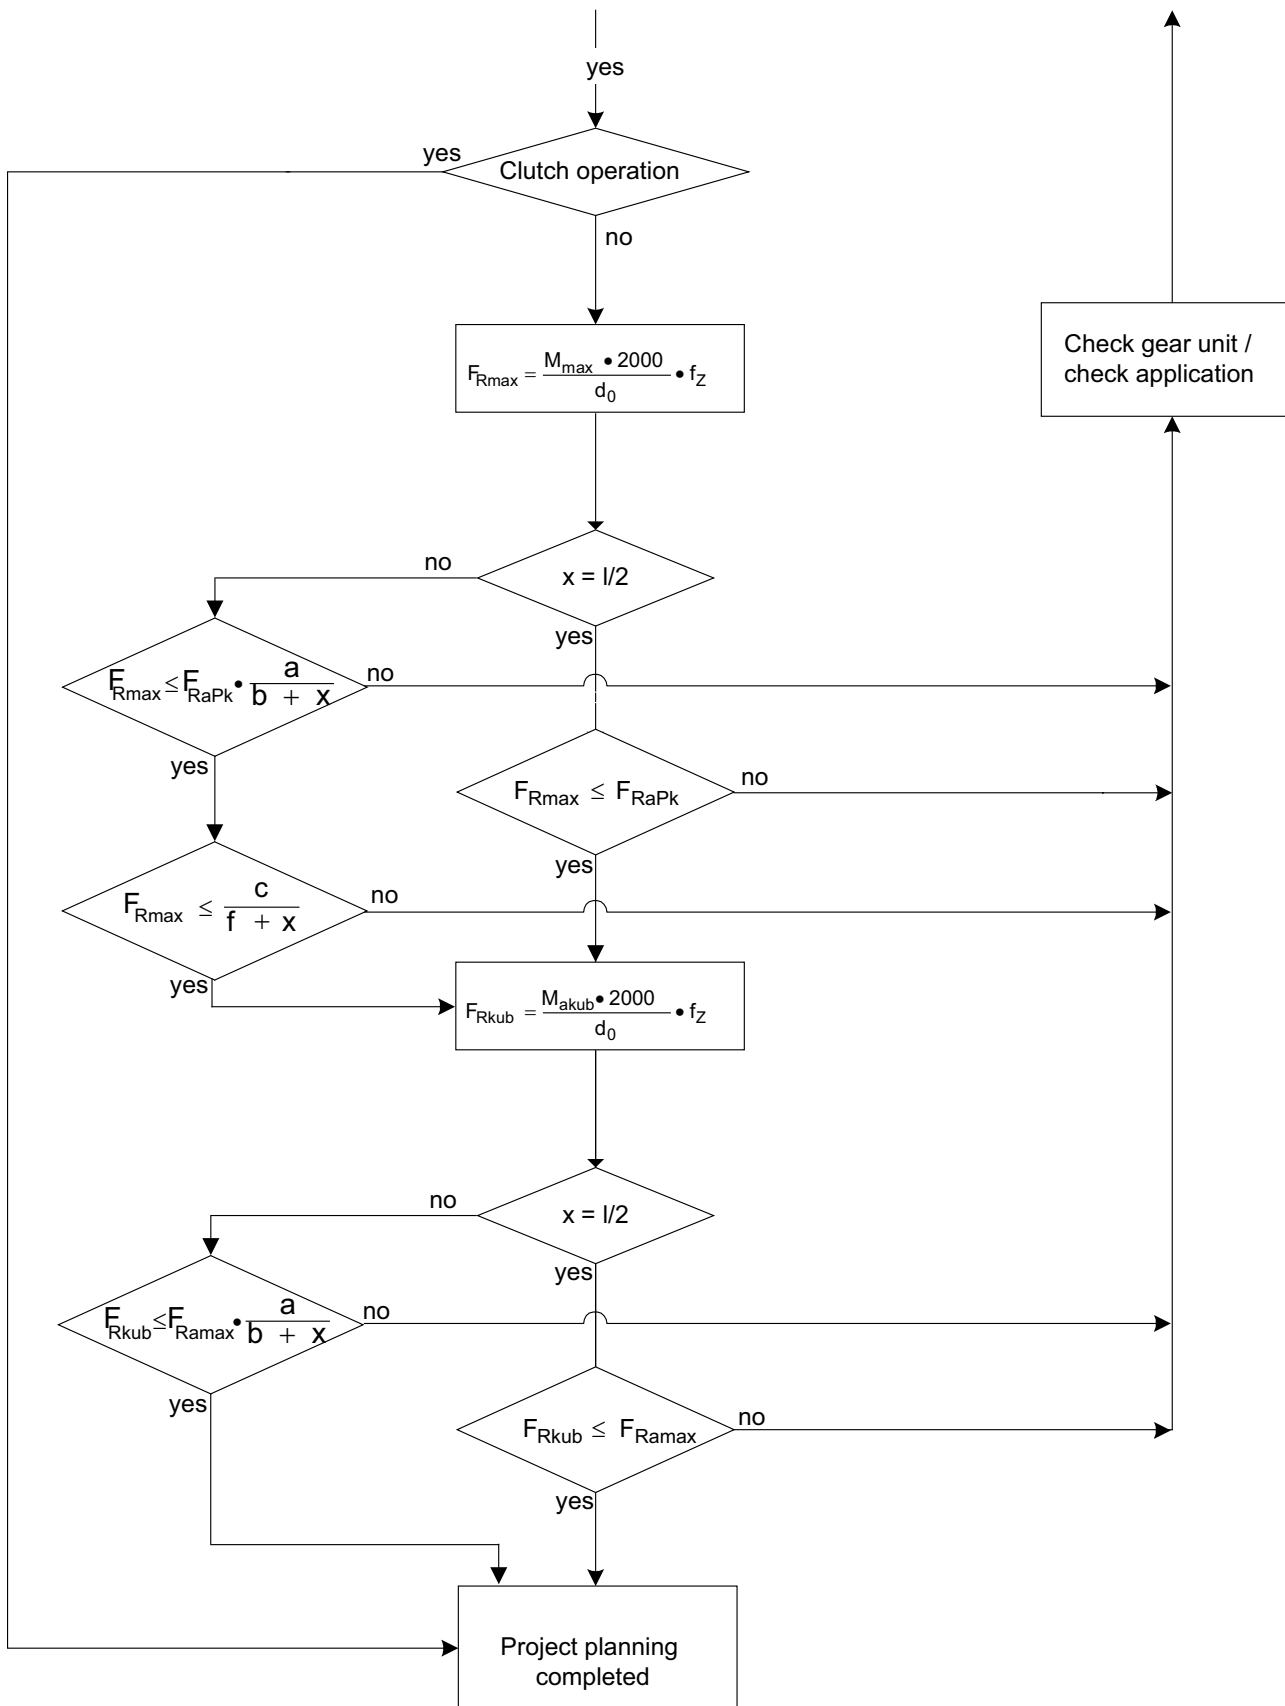 yes
yes
Clutch operation
no
F_Rmax = M_max • 2000 / d_0 • f_Z
Check gear unit /
check application
no
x = l/2
yes
F_Rmax ≤ F_RaPk • a / b + x
no
yes
F_Rmax ≤ F_RaPk
no
yes
F_Rmax ≤ c / f + x
no
yes
F_Rkub = M_akub • 2000 / d_0 • f_Z
no
x = l/2
yes
F_Rkub ≤ F_Ramax • a / b + x
no
yes
F_Rkub ≤ F_Ramax
no
yes
Project planning
completed